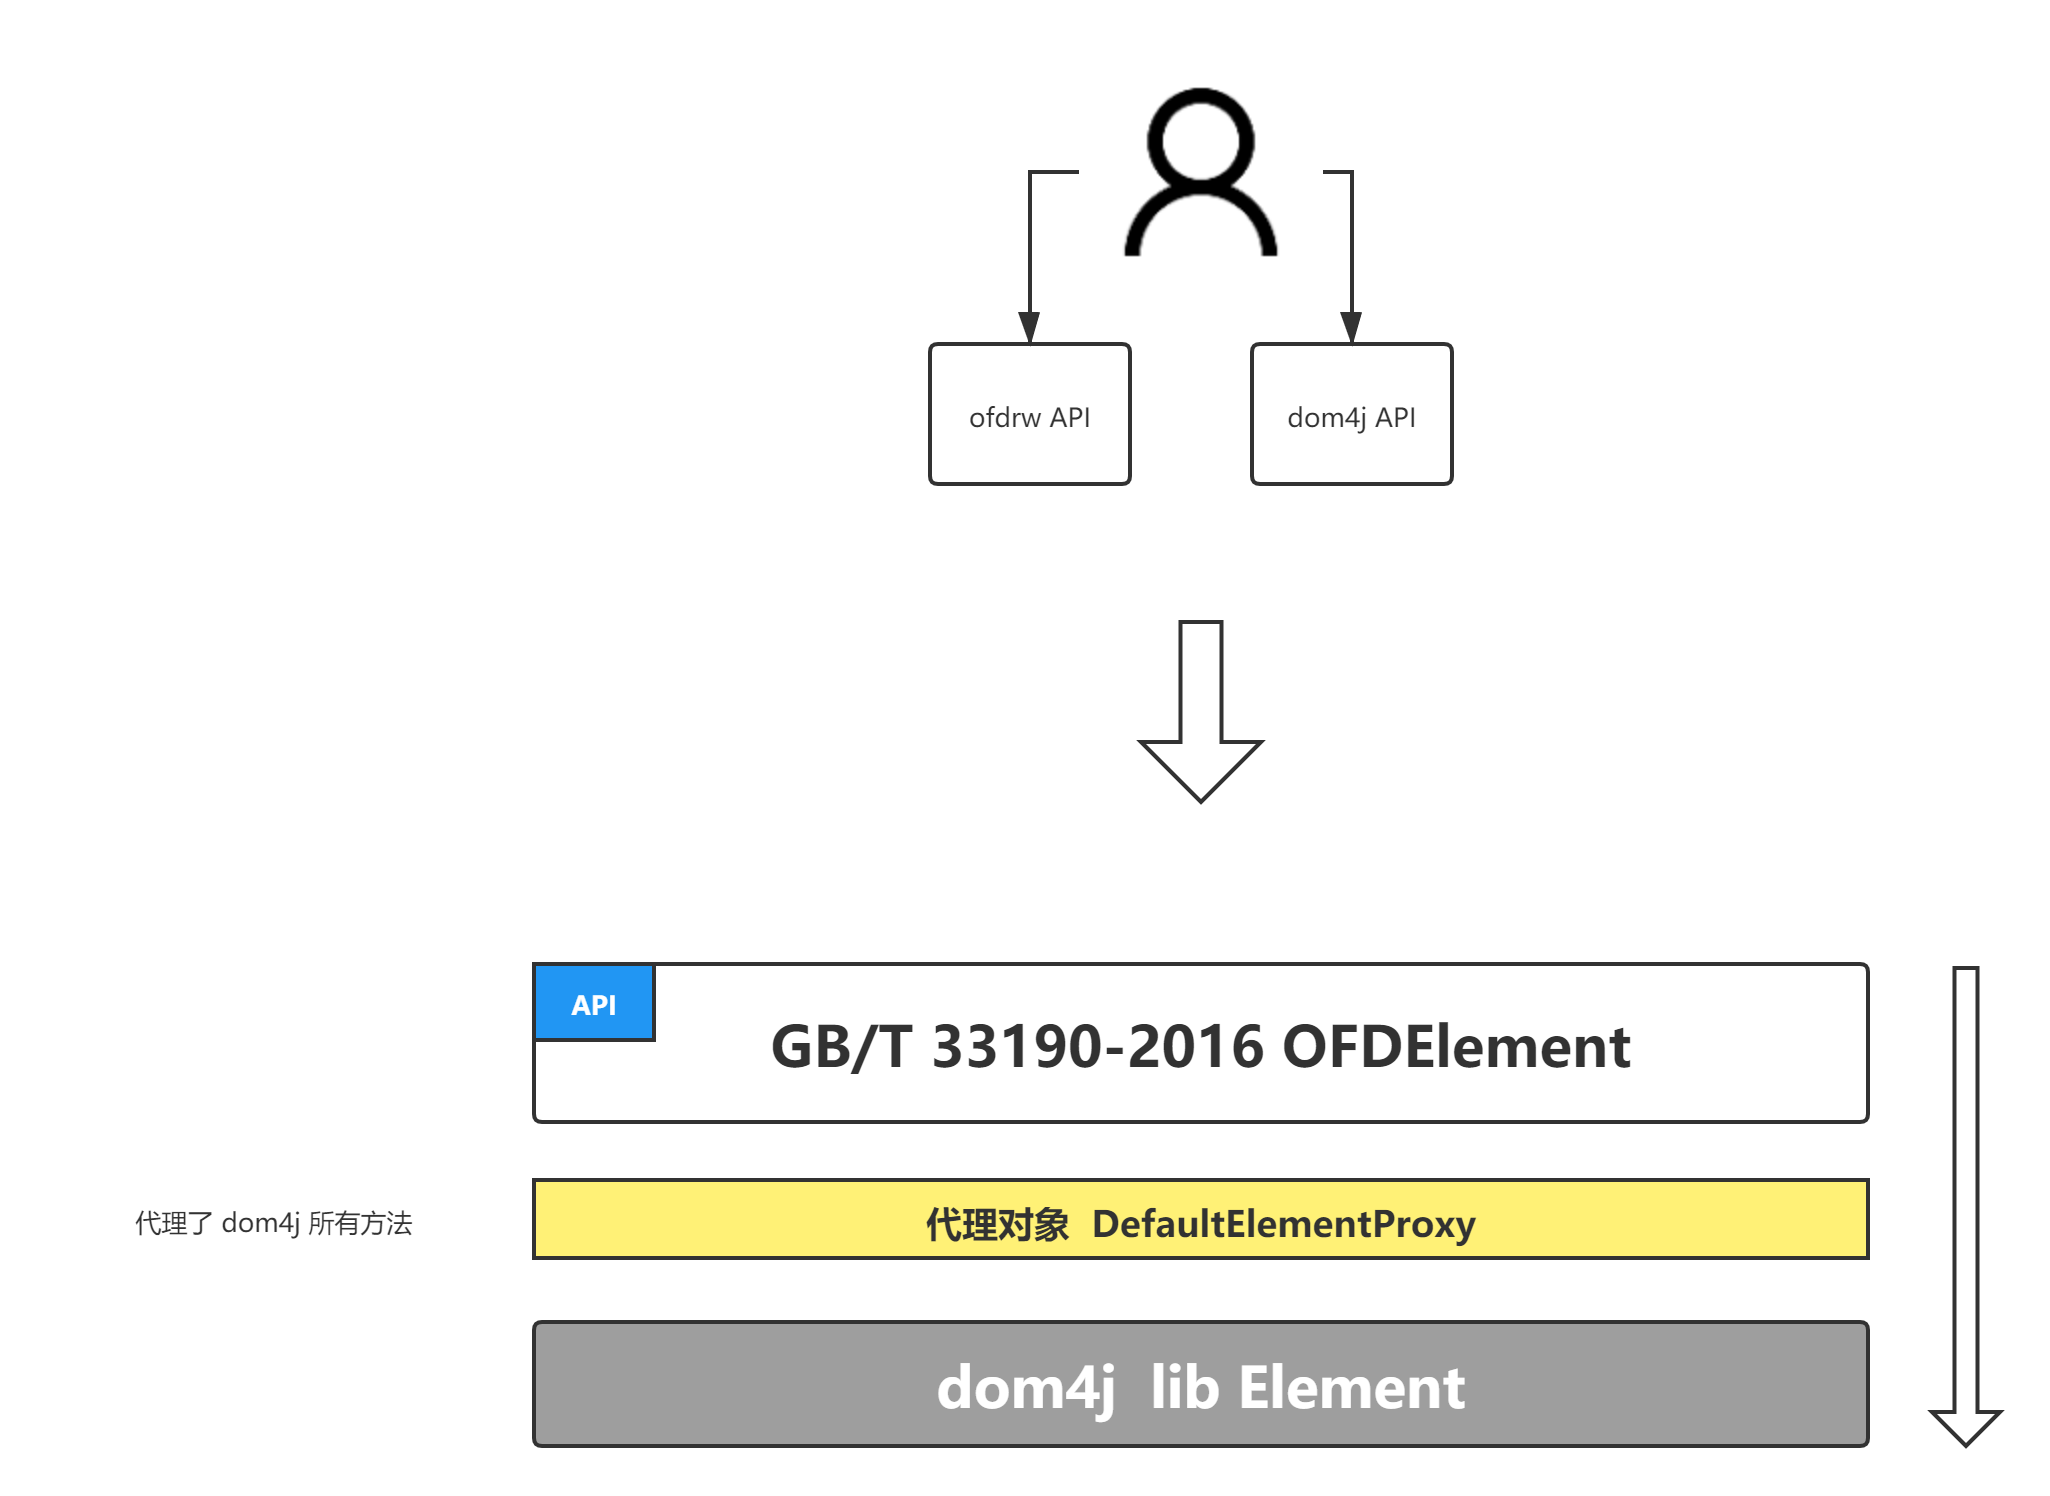 ofdrw API
dom4j API
API
GB/T 33190-2016 OFDElement
代理了 dom4j 所有方法
代理对象  DefaultElementProxy
dom4j  lib Element